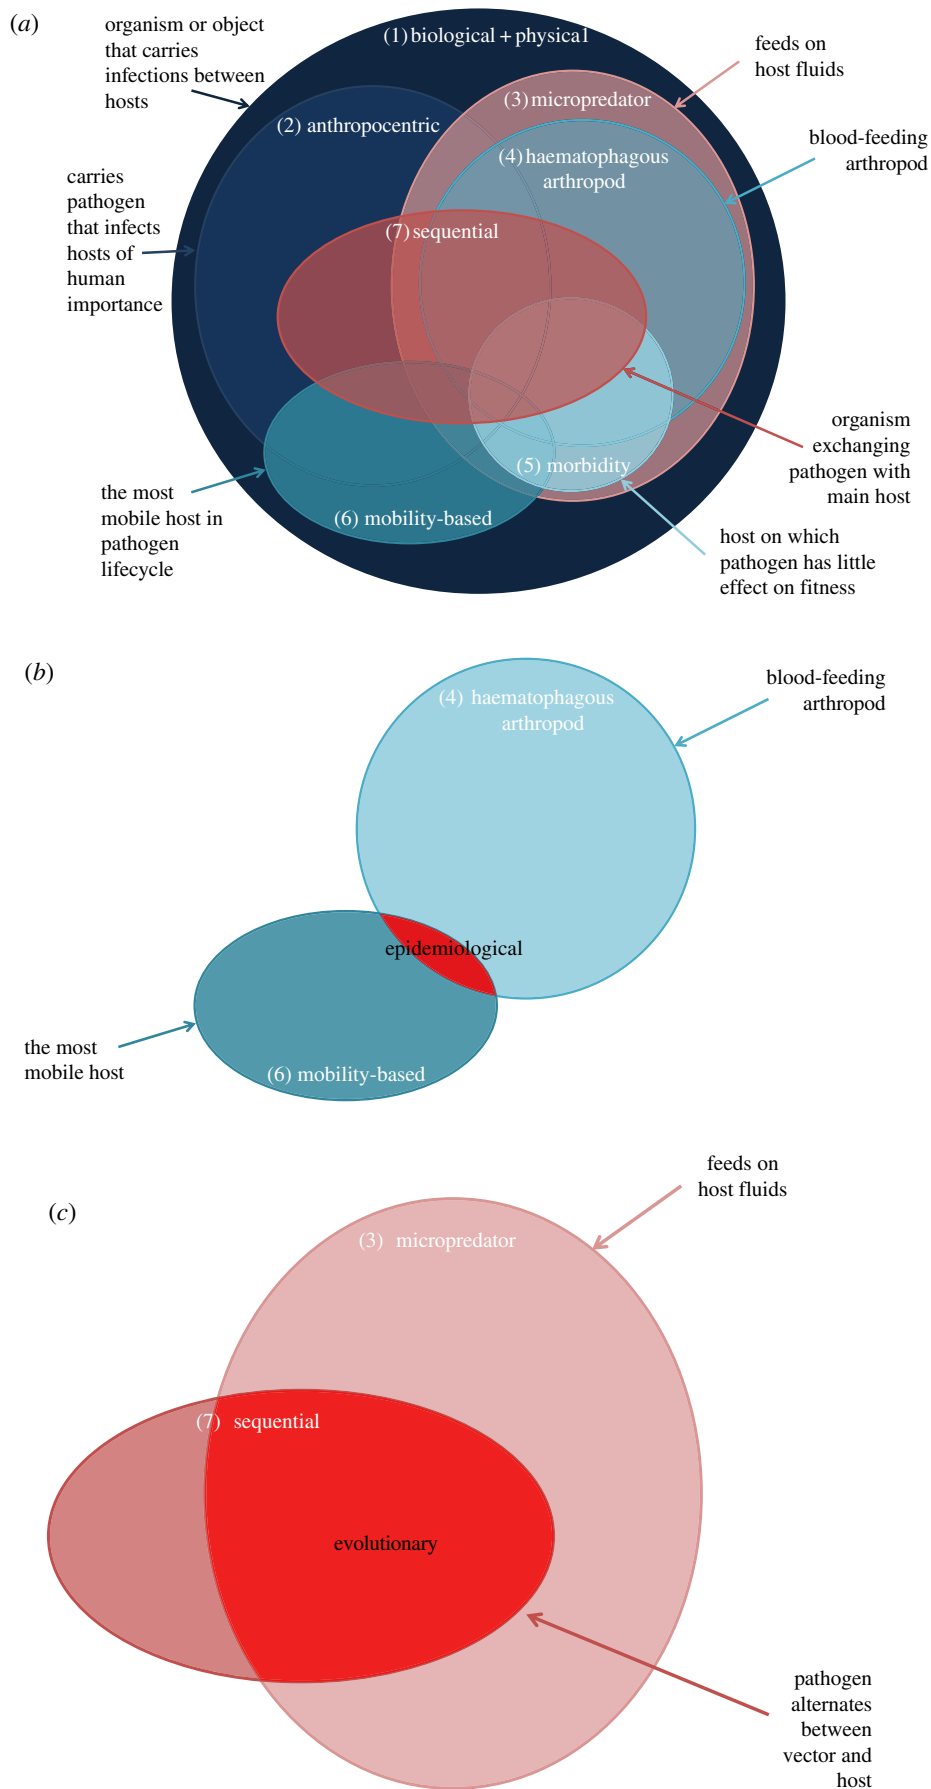 (a)
organism or object
that carries
infections between
hosts
(1) biological + physical
feeds on
host fluids
(3) micropredator
(2) anthropocentric
blood-feeding
arthropod
(4) haematophagous
arthropod
carries
pathogen
that infects
hosts of
human
importance
(7) sequential
organism
exchanging
pathogen with
main host
(5) morbidity
the most
mobile host in
pathogen
lifecycle
(6) mobility-based
host on which
pathogen has little
effect on fitness
(b)
(4) haematophagous
arthropod
blood-feeding
arthropod
epidemiological
the most
mobile host
(6) mobility-based
(c)
feeds on
host fluids
(3) micropredator
(7) sequential
evolutionary
pathogen
alternates
between
vector and
host